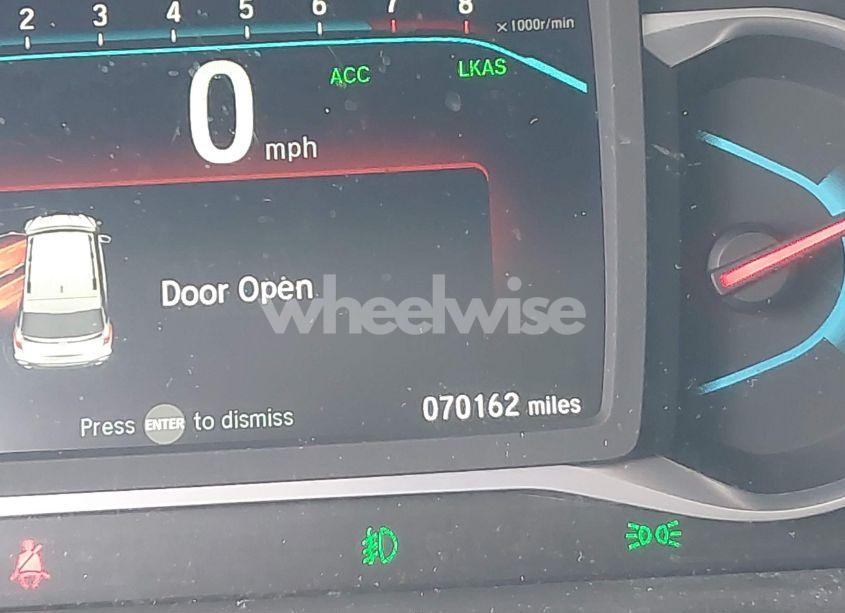 2 3 4 5 6 7 8
×1000r/min
ACC LKAS
0 mph
Door Open
wheelwise
Press ENTER to dismiss
070162 miles